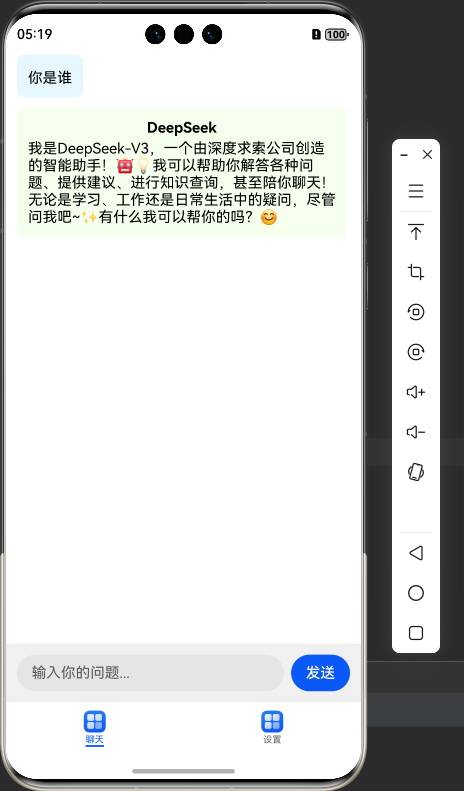 05:19
100
你是谁
DeepSeek
我是DeepSeek-V3，一个由深度求索公司创造
的智能助手！🤖💡我可以帮助你解答各种问
题、提供建议、进行知识查询，甚至陪你聊天！
无论是学习、工作还是日常生活中的疑问，尽管
问我吧~✨有什么我可以帮你的吗？😊
输入你的问题...
发送
聊天
设置